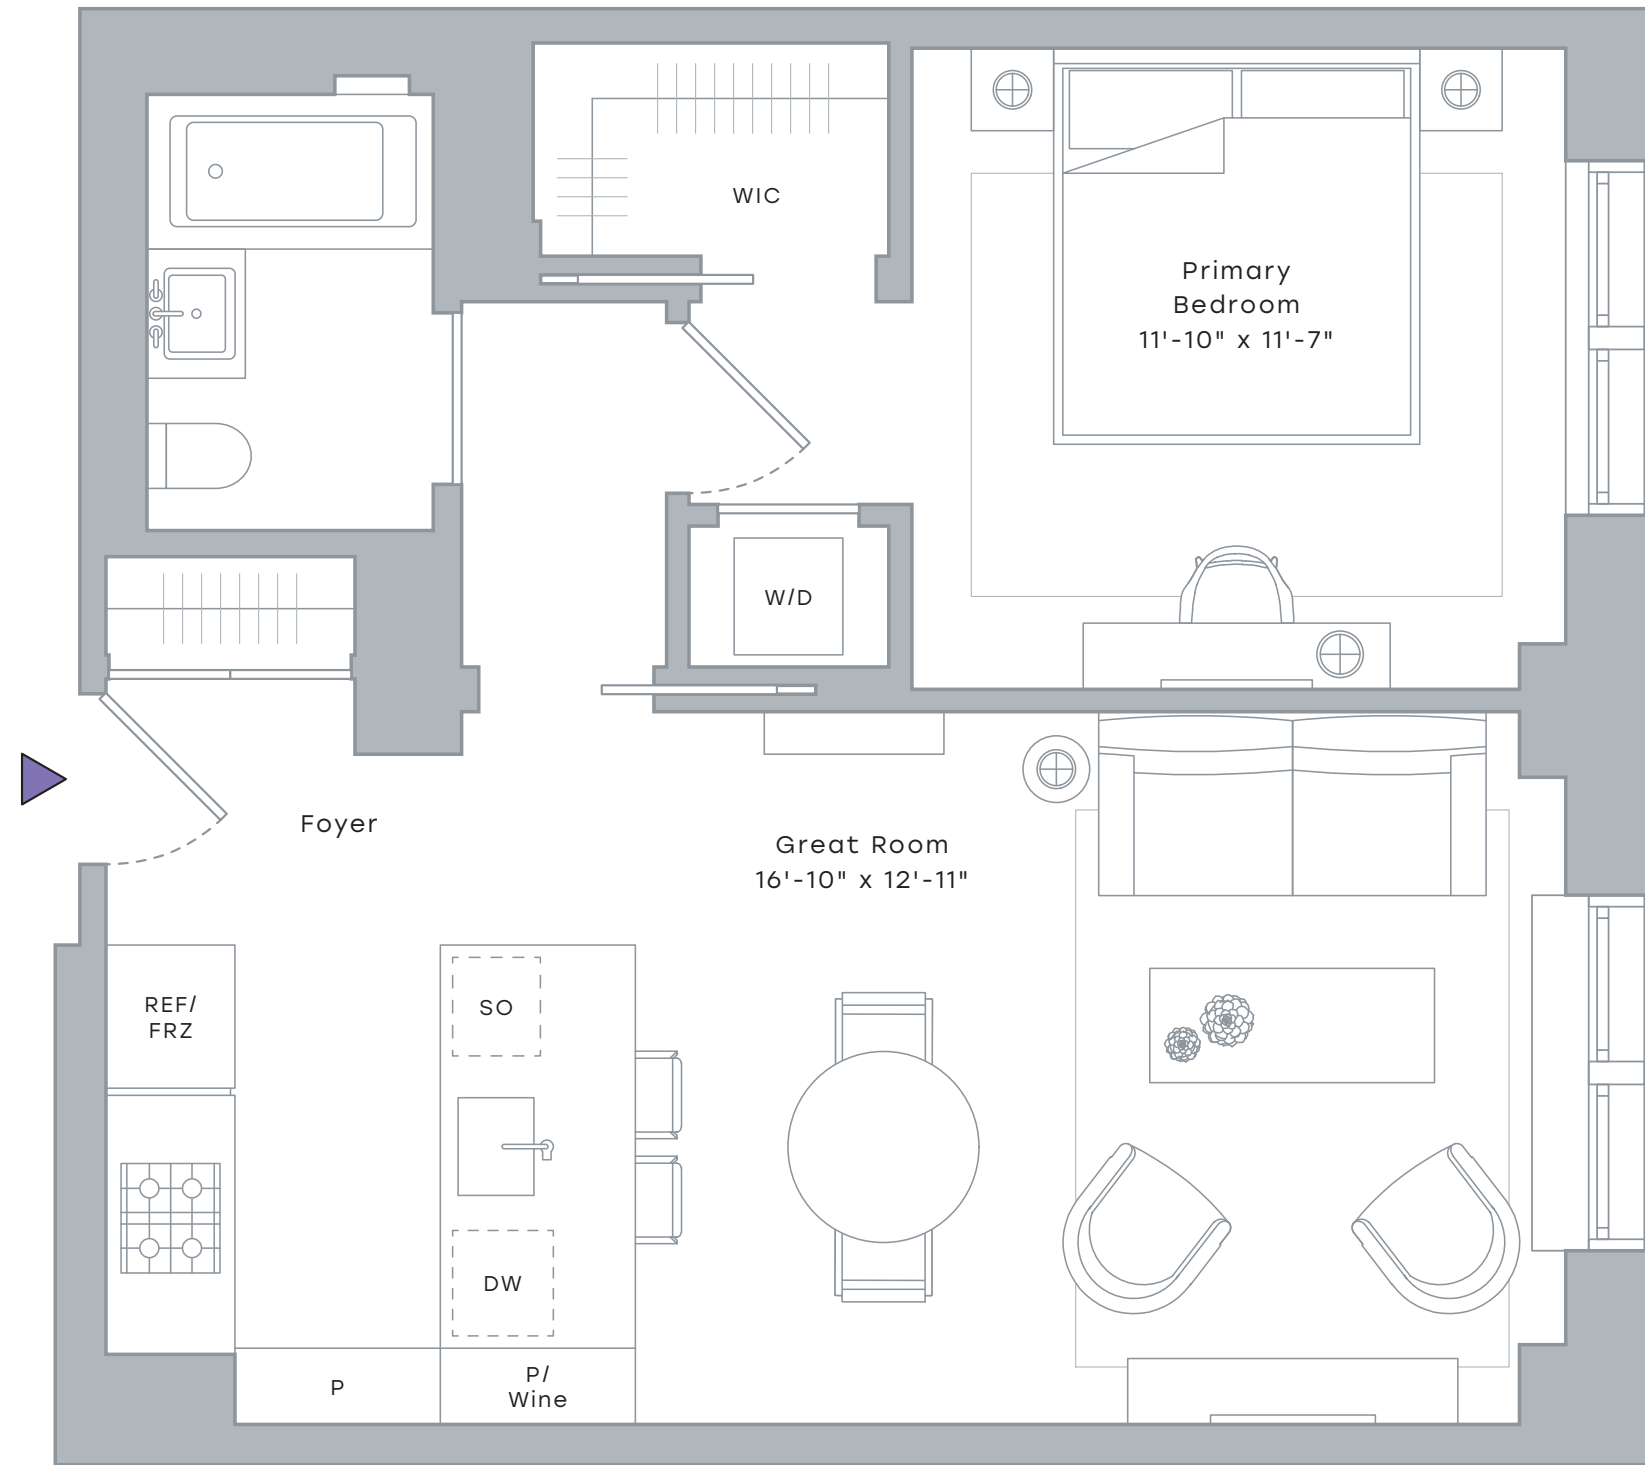 WIC
Primary
Bedroom
11'-10" x 11'-7"
W/D
Foyer
Great Room
16'-10" x 12'-11"
REF/
FRZ
SO
DW
P
P/
Wine